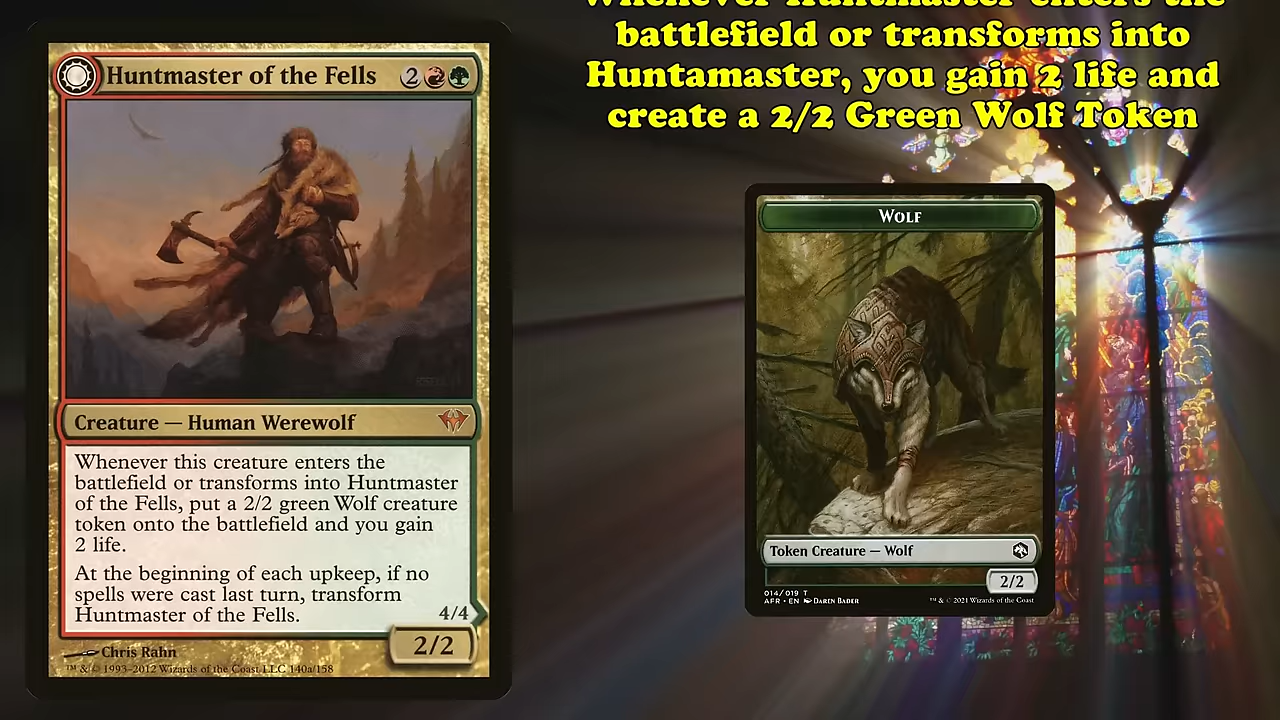 Huntmaster of the Fells 2
Creature — Human Werewolf
Whenever this creature enters the
battlefield or transforms into Huntmaster
of the Fells, put a 2/2 green Wolf creature
token onto the battlefield and you gain
2 life.
At the beginning of each upkeep, if no
spells were cast last turn, transform
Huntmaster of the Fells.
4/4
2/2
Chris Rahn
™ & © 1993–2012 Wizards of the Coast LLC 140a/158
Whenever Huntmaster enters the
battlefield or transforms into
Huntamaster, you gain 2 life and
create a 2/2 Green Wolf Token
Wolf
Token Creature — Wolf
2/2
014/019 T
AFR • EN Daren Bader
™ & © 2021 Wizards of the Coast